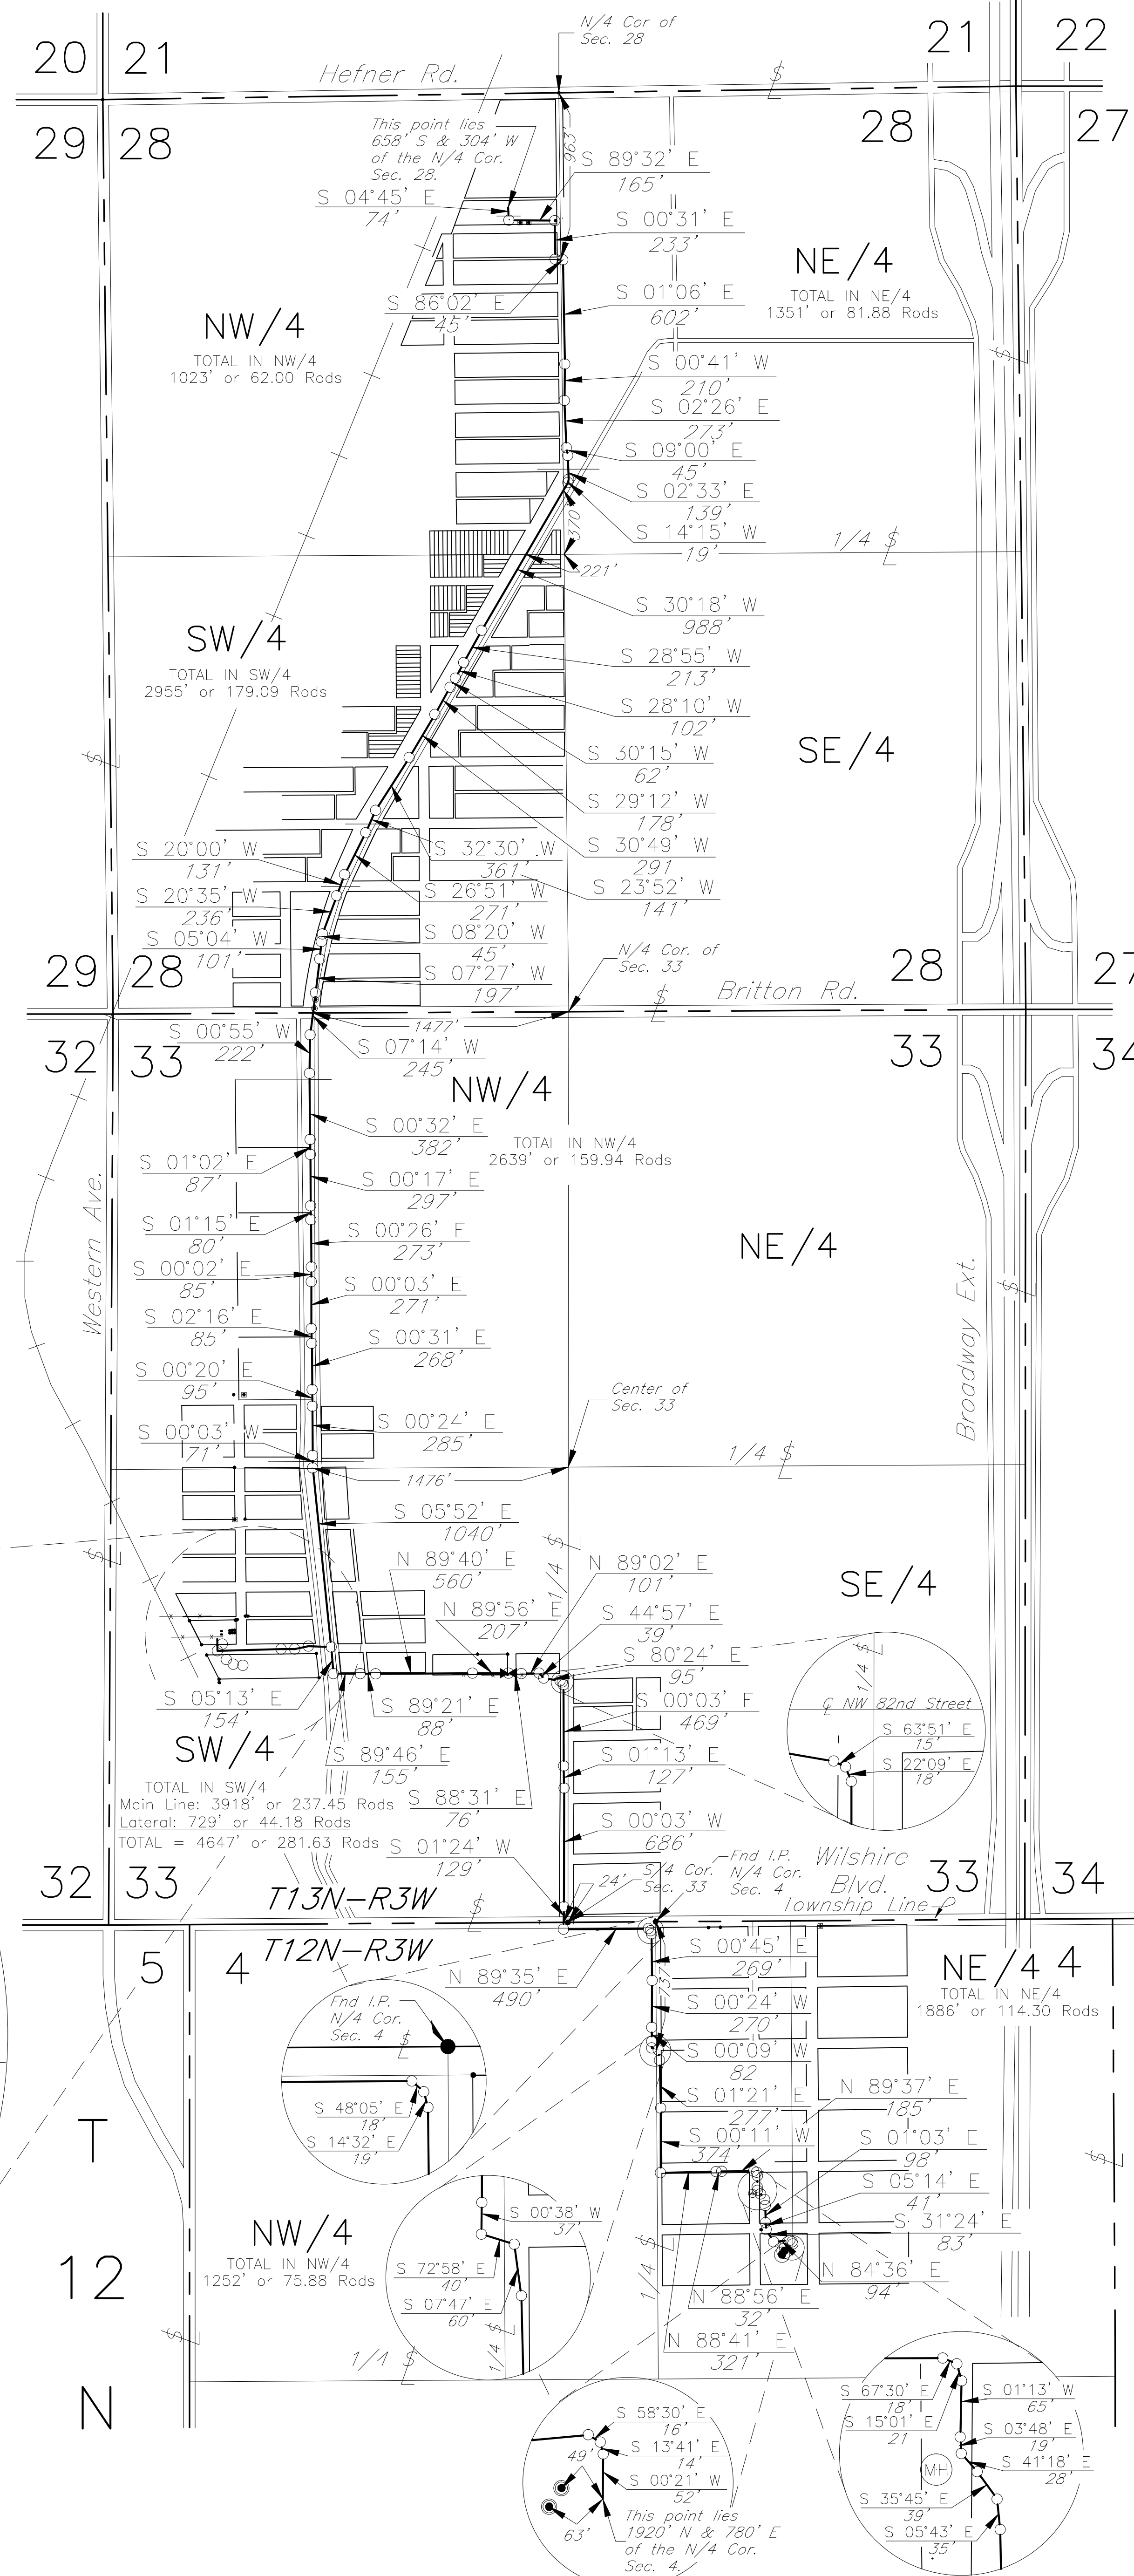 N/4 Cor of
Sec. 28
20
21
21
22
Hefner Rd.
29
28
28
27
This point lies
658' S & 304' W
of the N/4 Cor.
Sec. 28.
963'
S 89°32' E
165'
S 04°45' E
74'
S 00°31' E
233'
NE/4
TOTAL IN NE/4
1351' or 81.88 Rods
S 86°02' E
45'
S 01°06' E
602'
NW/4
TOTAL IN NW/4
1023' or 62.00 Rods
S 00°41' W
210'
S 02°26' E
273'
S 09°00' E
45'
S 02°33' E
139'
S 14°15' W
19'
370'
1/4
221'
S 30°18' W
988'
SW/4
TOTAL IN SW/4
2955' or 179.09 Rods
S 28°55' W
213'
S 28°10' W
102'
SE/4
S 30°15' W
62'
S 29°12' W
178'
S 30°49' W
291
S 20°00' W
131'
S 32°30' W
361'
S 23°52' W
141'
S 20°35' W
236'
S 26°51' W
271'
S 05°04' W
101'
S 08°20' W
45'
S 07°27' W
197'
N/4 Cor. of
Sec. 33
29
28
28
27
Britton Rd.
1477'
S 00°55' W
222'
S 07°14' W
245'
32
33
33
34
NW/4
TOTAL IN NW/4
2639' or 159.94 Rods
S 00°32' E
382'
S 01°02' E
87'
S 00°17' E
297'
Western Ave.
S 01°15' E
80'
S 00°26' E
273'
NE/4
S 00°02' E
85'
S 00°03' E
271'
Broadway Ext.
S 02°16' E
85'
S 00°31' E
268'
S 00°20' E
95'
Center of
Sec. 33
S 00°03' W
71'
S 00°24' E
285'
1476'
1/4
S 05°52' E
1040'
1/4
N 89°40' E
560'
N 89°02' E
101'
N 89°56' E
207'
S 44°57' E
39'
SE/4
S 80°24' E
95'
S 05°13' E
154'
S 89°21' E
88'
S 00°03' E
469'
1/4
NW 82nd Street
S 63°51' E
15'
S 22°09' E
18'
SW/4
S 89°46' E
155'
S 01°13' E
127'
TOTAL IN SW/4
Main Line: 3918' or 237.45 Rods
Lateral: 729' or 44.18 Rods
TOTAL = 4647' or 281.63 Rods
S 88°31' E
76'
S 00°03' W
686'
S 01°24' W
129'
24'
S/4 Cor.
Sec. 33
Fnd I.P.
N/4 Cor.
Sec. 4
Wilshire
Blvd.
Township Line
32
33
33
34
T13N-R3W
T12N-R3W
5
4
4
N 89°35' E
490'
S 00°45' E
269'
737'
NE/4
TOTAL IN NE/4
1886' or 114.30 Rods
Fnd I.P.
N/4 Cor.
Sec. 4
S 48°05' E
18'
S 14°32' E
19'
S 00°24' W
270'
S 00°09' W
82
S 01°21' E
277'
N 89°37' E
185'
S 00°11' W
374'
S 01°03' E
98'
S 05°14' E
41'
S 31°24' E
83'
N 84°36' E
94'
T
12
N
NW/4
TOTAL IN NW/4
1252' or 75.88 Rods
S 00°38' W
37'
S 72°58' E
40'
S 07°47' E
60'
1/4
1/4
1/4
N 88°56' E
32'
N 88°41' E
321'
S 58°30' E
16'
S 13°41' E
14'
S 00°21' W
52'
49'
63'
This point lies
1920' N & 780' E
of the N/4 Cor.
Sec. 4.
S 67°30' E
18'
S 15°01' E
21
S 01°13' W
65'
S 03°48' E
19'
S 41°18' E
28'
MH
S 35°45' E
39'
S 05°43' E
35'